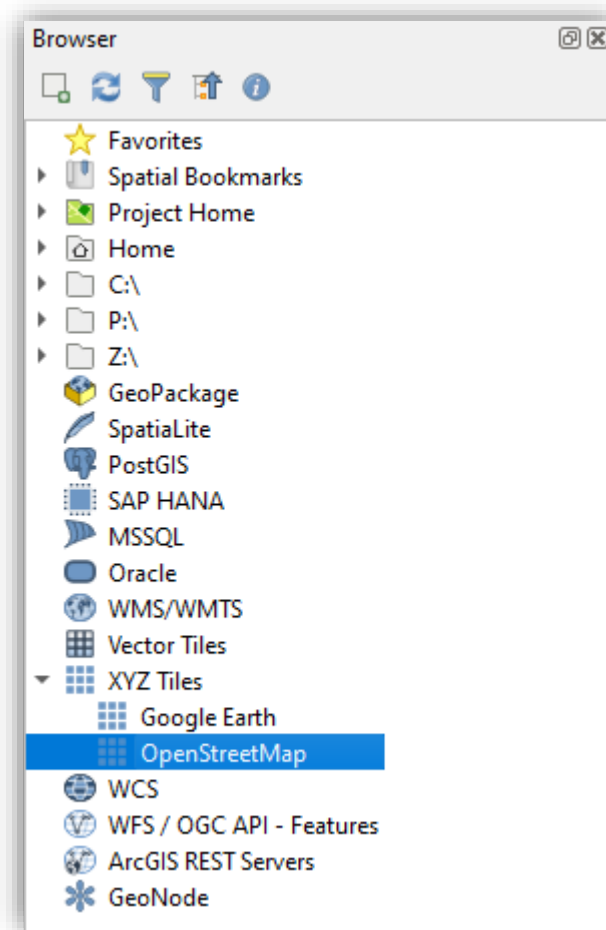 Browser
Favorites
Spatial Bookmarks
Project Home
Home
C:\
P:\
Z:\
GeoPackage
SpatiaLite
PostGIS
SAP HANA
MSSQL
Oracle
WMS/WMTS
Vector Tiles
XYZ Tiles
Google Earth
OpenStreetMap
WCS
WFS / OGC API - Features
ArcGIS REST Servers
GeoNode